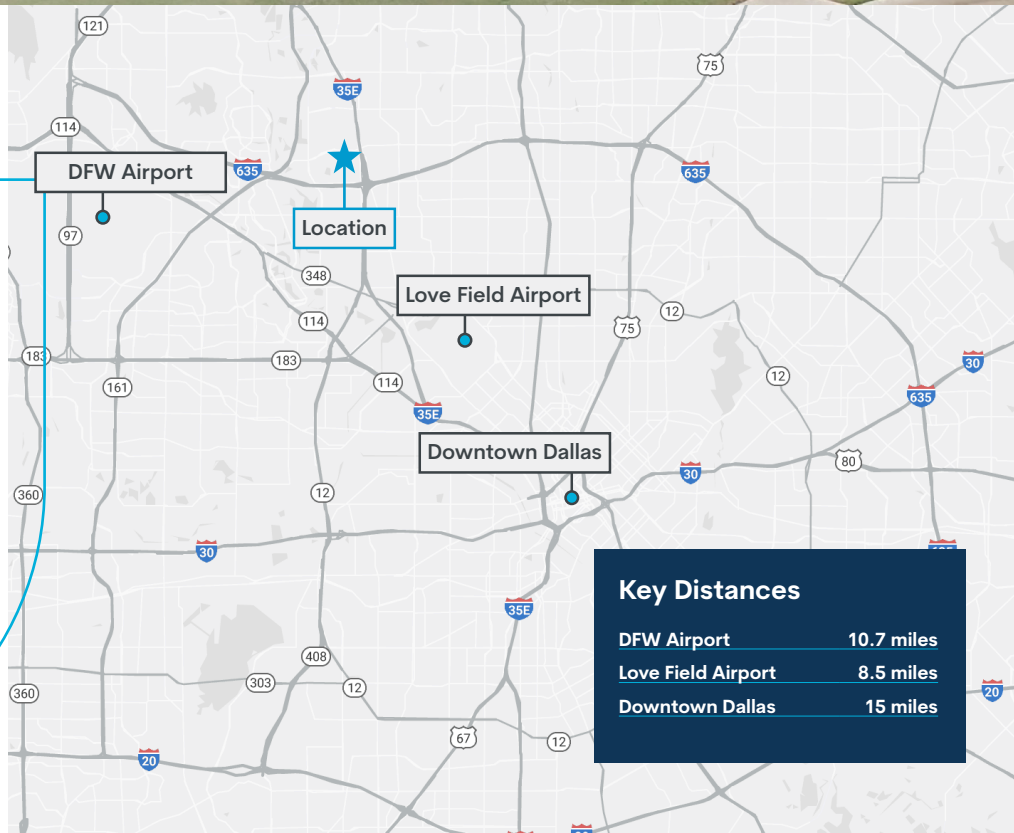 121
75
35E
114
DFW Airport
635
635
Location
97
348
Love Field Airport
12
114
75
183
183
30
12
161
114
635
35E
Downtown Dallas
80
30
360
12
30
Key Distances
35E
DFW Airport 10.7 miles
408
Love Field Airport 8.5 miles
303
12
360
20
Downtown Dallas 15 miles
67
12
20